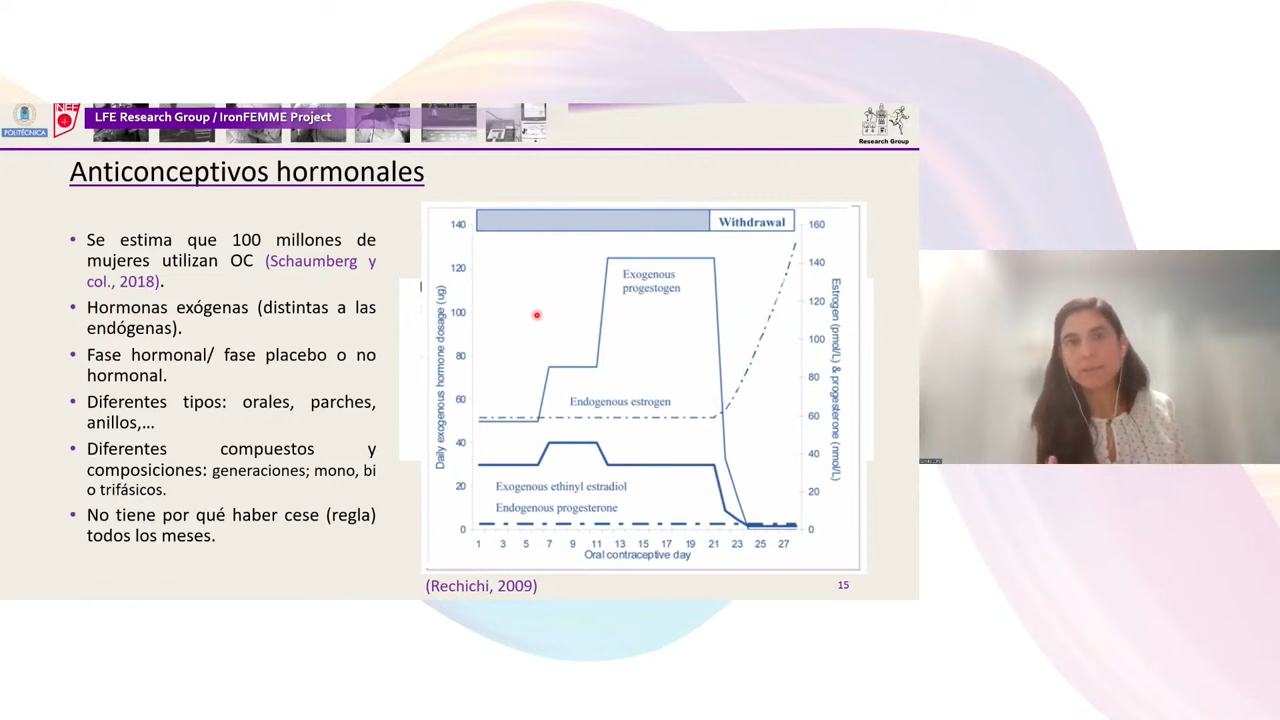 POLITÉCNICA
INEF
LFE Research Group / IronFEMME Project
Research Group
Anticonceptivos hormonales
• Se estima que 100 millones de
mujeres utilizan OC (Schaumberg y
col., 2018).
• Hormonas exógenas (distintas a las
endógenas).
• Fase hormonal/ fase placebo o no
hormonal.
• Diferentes tipos: orales, parches,
anillos,…
• Diferentes compuestos y
composiciones: generaciones; mono, bi
o trifásicos.
• No tiene por qué haber cese (regla)
todos los meses.
Withdrawal
140
120
100
80
60
40
20
0
Daily exogenous hormone dosage (ug)
Exogenous
progestogen
Endogenous estrogen
Exogenous ethinyl estradiol
Endogenous progesterone
160
140
120
100
80
60
40
20
0
Estrogen (pmol/L) & progesterone (nmol/L)
1 3 5 7 9 11 13 15 17 19 21 23 25 27
Oral contraceptive day
(Rechichi, 2009)
15